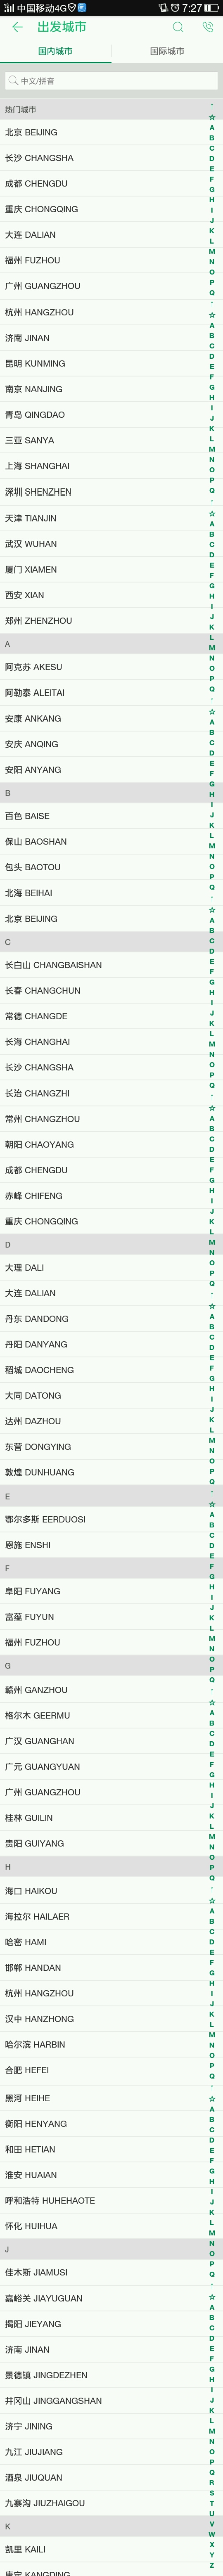 中国移动4G 7:27
出发城市
国内城市 国际城市
中文/拼音
热门城市
北京 BEIJING
长沙 CHANGSHA
成都 CHENGDU
重庆 CHONGQING
大连 DALIAN
福州 FUZHOU
广州 GUANGZHOU
杭州 HANGZHOU
济南 JINAN
昆明 KUNMING
南京 NANJING
青岛 QINGDAO
三亚 SANYA
上海 SHANGHAI
深圳 SHENZHEN
天津 TIANJIN
武汉 WUHAN
厦门 XIAMEN
西安 XIAN
郑州 ZHENZHOU
A
阿克苏 AKESU
阿勒泰 ALEITAI
安康 ANKANG
安庆 ANQING
安阳 ANYANG
B
百色 BAISE
保山 BAOSHAN
包头 BAOTOU
北海 BEIHAI
北京 BEIJING
C
长白山 CHANGBAISHAN
长春 CHANGCHUN
常德 CHANGDE
长海 CHANGHAI
长沙 CHANGSHA
长治 CHANGZHI
常州 CHANGZHOU
朝阳 CHAOYANG
成都 CHENGDU
赤峰 CHIFENG
重庆 CHONGQING
D
大理 DALI
大连 DALIAN
丹东 DANDONG
丹阳 DANYANG
稻城 DAOCHENG
大同 DATONG
达州 DAZHOU
东营 DONGYING
敦煌 DUNHUANG
E
鄂尔多斯 EERDUOSI
恩施 ENSHI
F
阜阳 FUYANG
富蕴 FUYUN
福州 FUZHOU
G
赣州 GANZHOU
格尔木 GEERMU
广汉 GUANGHAN
广元 GUANGYUAN
广州 GUANGZHOU
桂林 GUILIN
贵阳 GUIYANG
H
海口 HAIKOU
海拉尔 HAILAER
哈密 HAMI
邯郸 HANDAN
杭州 HANGZHOU
汉中 HANZHONG
哈尔滨 HARBIN
合肥 HEFEI
黑河 HEIHE
衡阳 HENYANG
和田 HETIAN
淮安 HUAIAN
呼和浩特 HUHEHAOTE
怀化 HUIHUA
J
佳木斯 JIAMUSI
嘉峪关 JIAYUGUAN
揭阳 JIEYANG
济南 JINAN
景德镇 JINGDEZHEN
井冈山 JINGGANGSHAN
济宁 JINING
九江 JIUJIANG
酒泉 JIUQUAN
九寨沟 JIUZHAIGOU
K
凯里 KAILI
康定 KANGDING